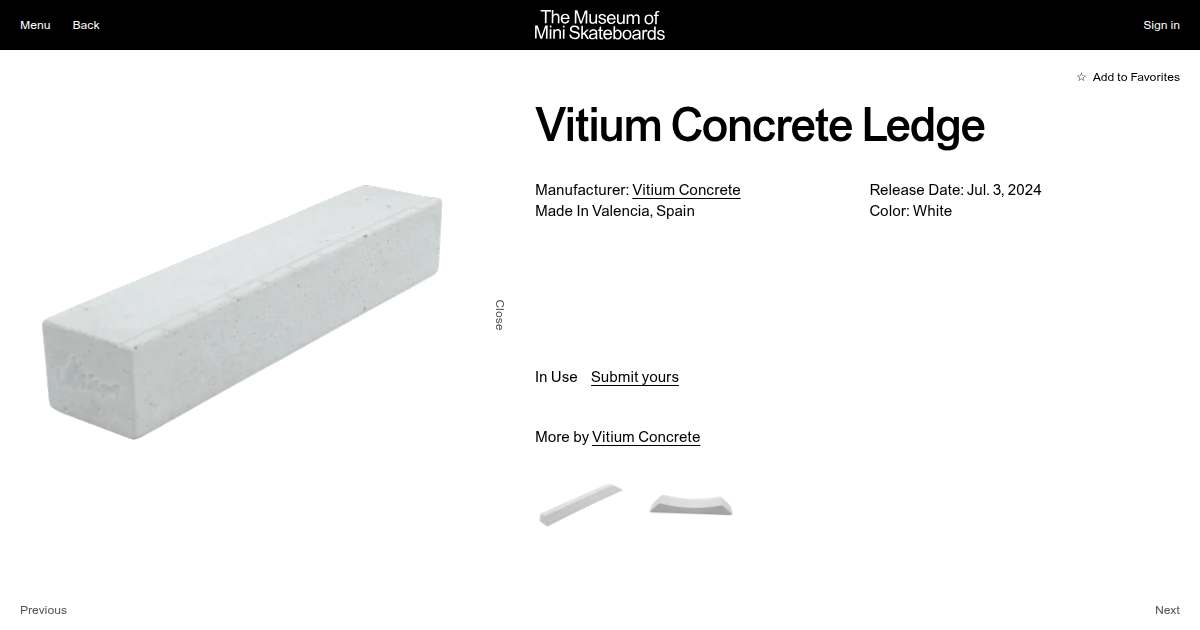 Menu
Back
The Museum of
Mini Skateboards
Sign in
☆ Add to Favorites
Vitium Concrete Ledge
Manufacturer: Vitium Concrete
Made In Valencia, Spain
Release Date: Jul. 3, 2024
Color: White
Close
In Use Submit yours
More by Vitium Concrete
Previous
Next